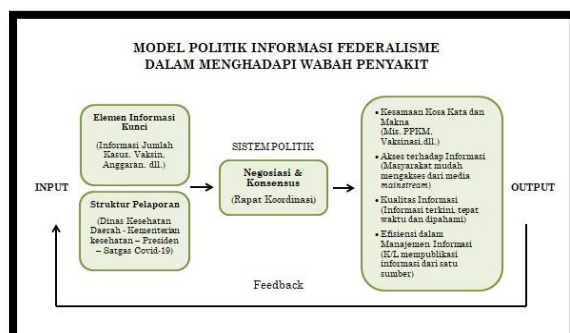 MODEL POLITIK INFORMASI FEDERALISME
DALAM MENGHADAPI WABAH PENYAKIT
Elemen Informasi
Kunci
(Informasi Jumlah
Kasus, Vaksin,
Anggaran, dll.)
INPUT
Struktur Pelaporan
(Dinas Kesehatan
Daerah - Kementerian
kesehatan – Presiden
– Satgas Covid-19)
SISTEM POLITIK
Negosiasi &
Konsensus
(Rapat Koordinasi)
• Kesamaan Kosa Kata dan
Makna
(Mis. PPKM,
Vaksinasi,dll.)
• Akses terhadap Informasi
(Masyarakat mudah
mengakses dari media
mainstream)
• Kualitas Informasi
(Informasi terkini, tepat
waktu dan dipahami)
• Efisiensi dalam
Manajemen Informasi
(K/L mempublikasi
informasi dari satu
sumber)
OUTPUT
Feedback